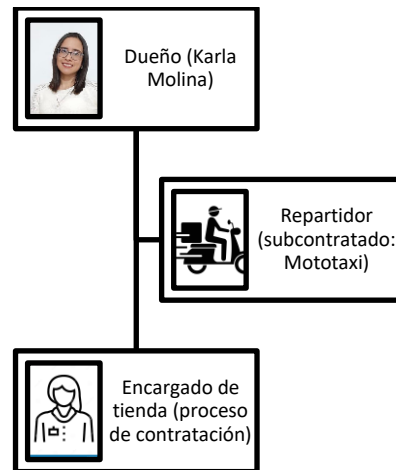 Dueño (Karla
Molina)
Repartidor
(subcontratado:
Mototaxi)
Encargado de
tienda (proceso
de contratación)